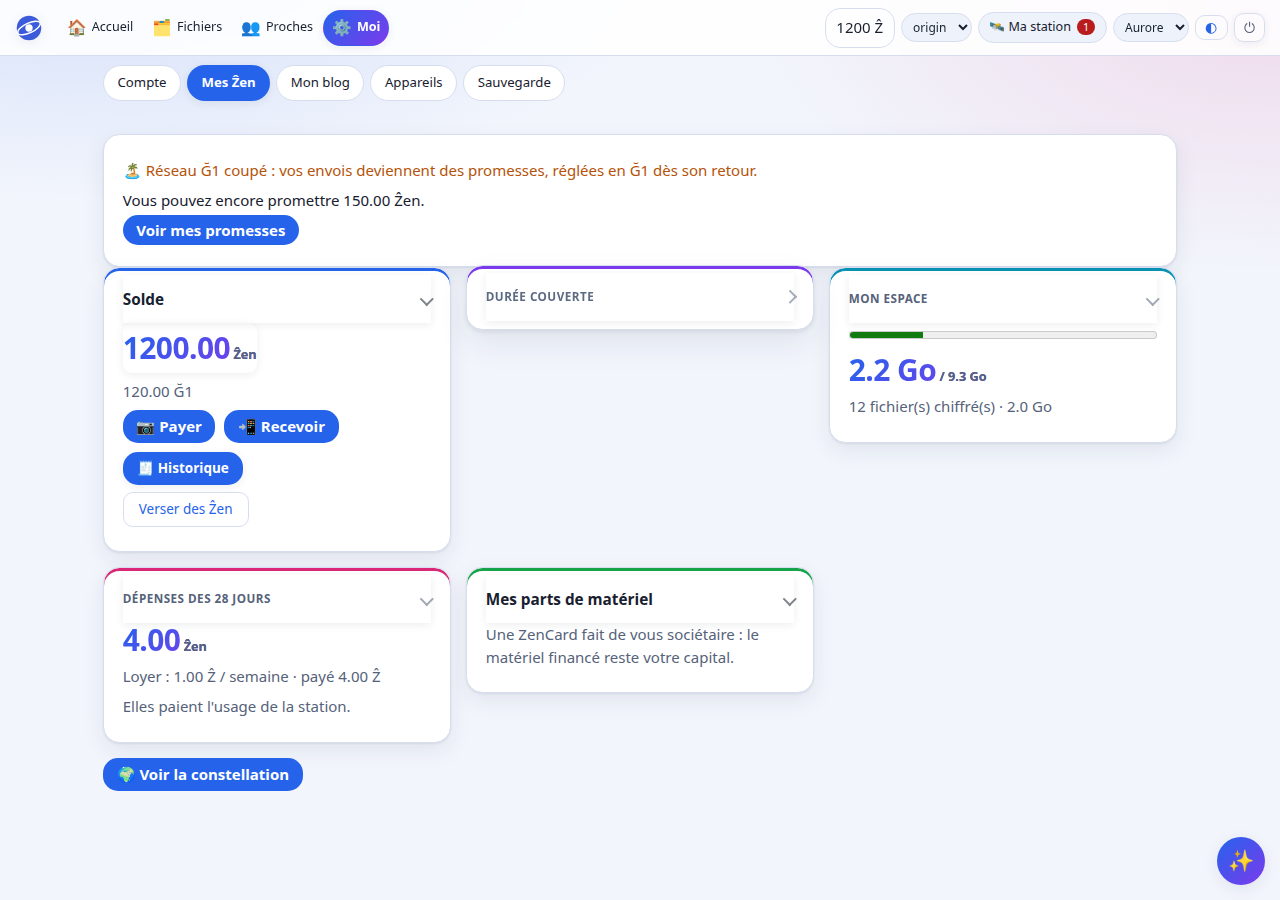 Accueil
Fichiers
Proches
Moi
1200 Ẑ
origin
Ma station 1
Aurore
Compte
Mes Ẑen
Mon blog
Appareils
Sauvegarde
Réseau Ğ1 coupé : vos envois deviennent des promesses, réglées en Ğ1 dès son retour.
Vous pouvez encore promettre 150.00 Ẑen.
Voir mes promesses
Solde
1200.00 Ẑen
120.00 Ğ1
Payer
Recevoir
Historique
Verser des Ẑen
DURÉE COUVERTE
MON ESPACE
2.2 Go / 9.3 Go
12 fichier(s) chiffré(s) · 2.0 Go
DÉPENSES DES 28 JOURS
4.00 Ẑen
Loyer : 1.00 Ẑ / semaine · payé 4.00 Ẑ
Elles paient l'usage de la station.
Mes parts de matériel
Une ZenCard fait de vous sociétaire : le
matériel financé reste votre capital.
Voir la constellation